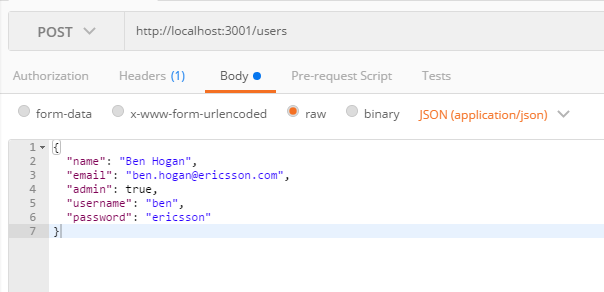 POST http://localhost:3001/users
Authorization Headers (1) Body Pre-request Script Tests
form-data x-www-form-urlencoded raw binary JSON (application/json)
1 {
2 "name": "Ben Hogan",
3 "email": "ben.hogan@ericsson.com",
4 "admin": true,
5 "username": "ben",
6 "password": "ericsson"
7 }